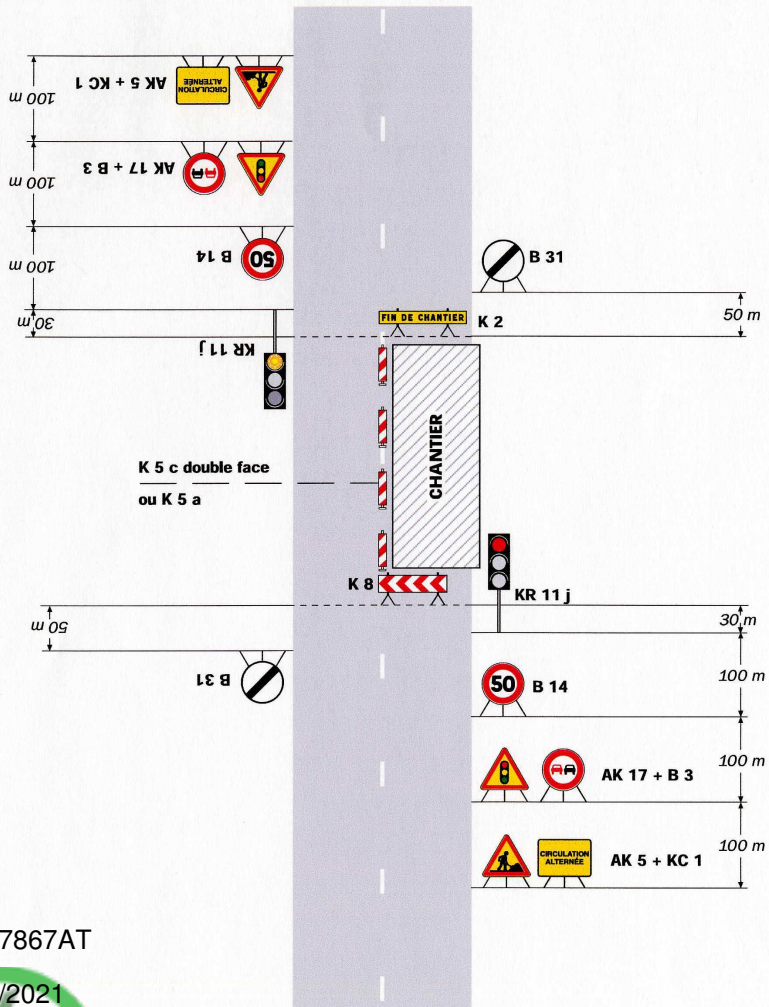 AK 5 + KC 1
CIRCULATION
ALTERNÉE
100 m
AK 17 + B 3
100 m
B 14
50
100 m
30 m
KR 11 j
B 31
50 m
FIN DE CHANTIER
K 2
CHANTIER
K 5 c double face
ou K 5 a
K 8
KR 11 j
30 m
50 m
B 31
50
B 14
100 m
AK 17 + B 3
100 m
CIRCULATION
ALTERNÉE
AK 5 + KC 1
100 m
7867AT
/2021